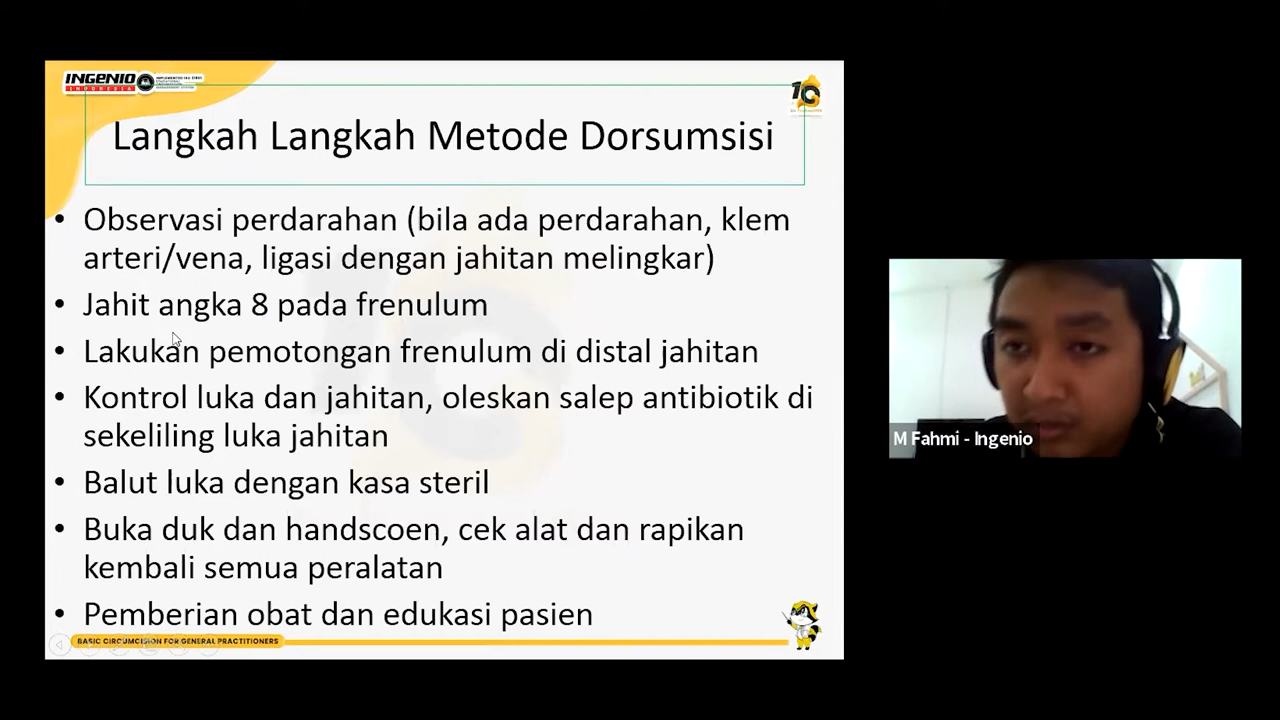 INGENIO
INDONESIA
Langkah Langkah Metode Dorsumsisi
• Observasi perdarahan (bila ada perdarahan, klem
arteri/vena, ligasi dengan jahitan melingkar)
• Jahit angka 8 pada frenulum
• Lakukan pemotongan frenulum di distal jahitan
• Kontrol luka dan jahitan, oleskan salep antibiotik di
sekeliling luka jahitan
• Balut luka dengan kasa steril
• Buka duk dan handscoen, cek alat dan rapikan
kembali semua peralatan
• Pemberian obat dan edukasi pasien
BASIC CIRCUMCISION FOR GENERAL PRACTITIONERS
M Fahmi - Ingenio